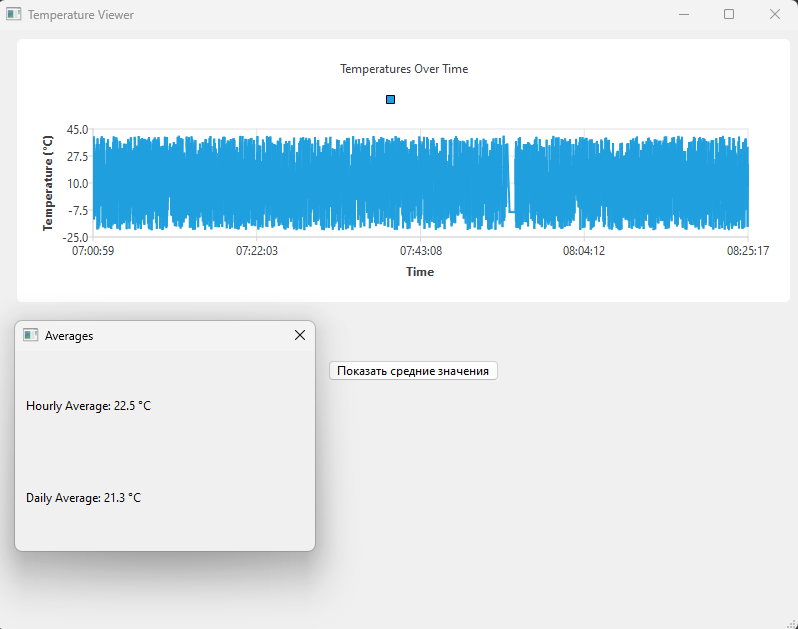 Temperature Viewer
Temperatures Over Time
45.0
27.5
10.0
-7.5
-25.0
Temperature (°C)
07:00:59 07:22:03 07:43:08 08:04:12 08:25:17
Time
Averages
Показать средние значения
Hourly Average: 22.5 °C
Daily Average: 21.3 °C